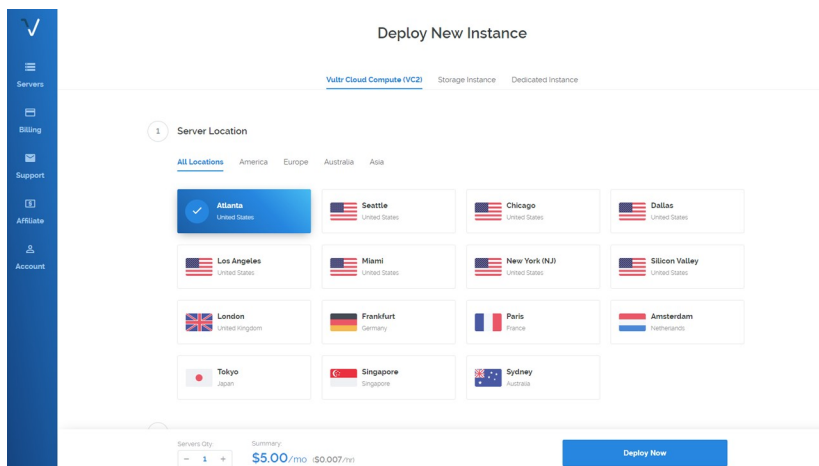 Deploy New Instance
Servers
Billing
Support
Affiliate
Account
Vultr Cloud Compute (VC2) Storage Instance Dedicated Instance
1 Server Location
All Locations America Europe Australia Asia
Atlanta
United States
Seattle
United States
Chicago
United States
Dallas
United States
Los Angeles
United States
Miami
United States
New York (NJ)
United States
Silicon Valley
United States
London
United Kingdom
Frankfurt
Germany
Paris
France
Amsterdam
Netherlands
Tokyo
Japan
Singapore
Singapore
Sydney
Australia
Servers Qty:
- 1 +
Summary:
$5.00/mo ($0.007/hr)
Deploy Now